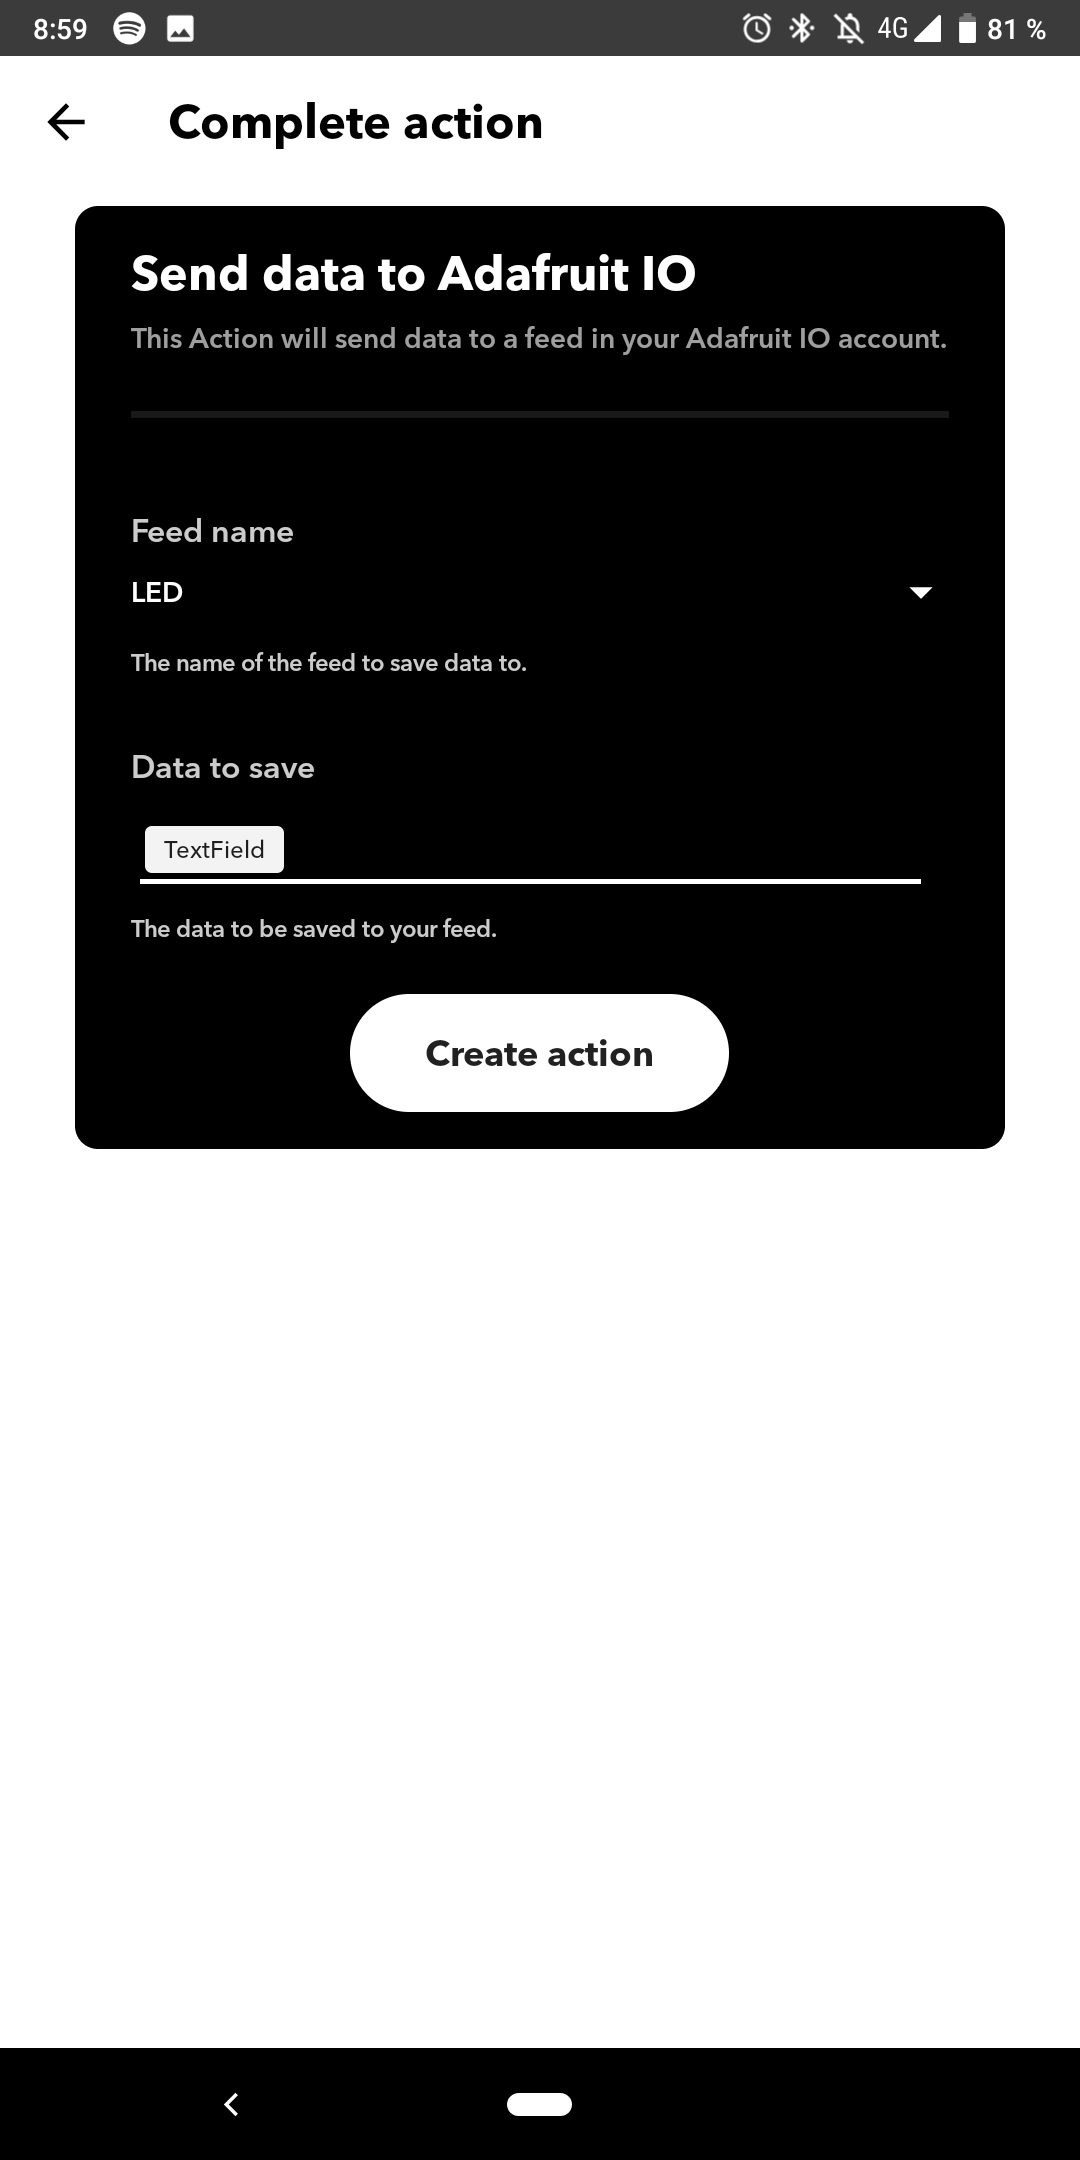 8:59 4G 81 %
Complete action
Send data to Adafruit IO
This Action will send data to a feed in your Adafruit IO account.
Feed name
LED
The name of the feed to save data to.
Data to save
TextField
The data to be saved to your feed.
Create action